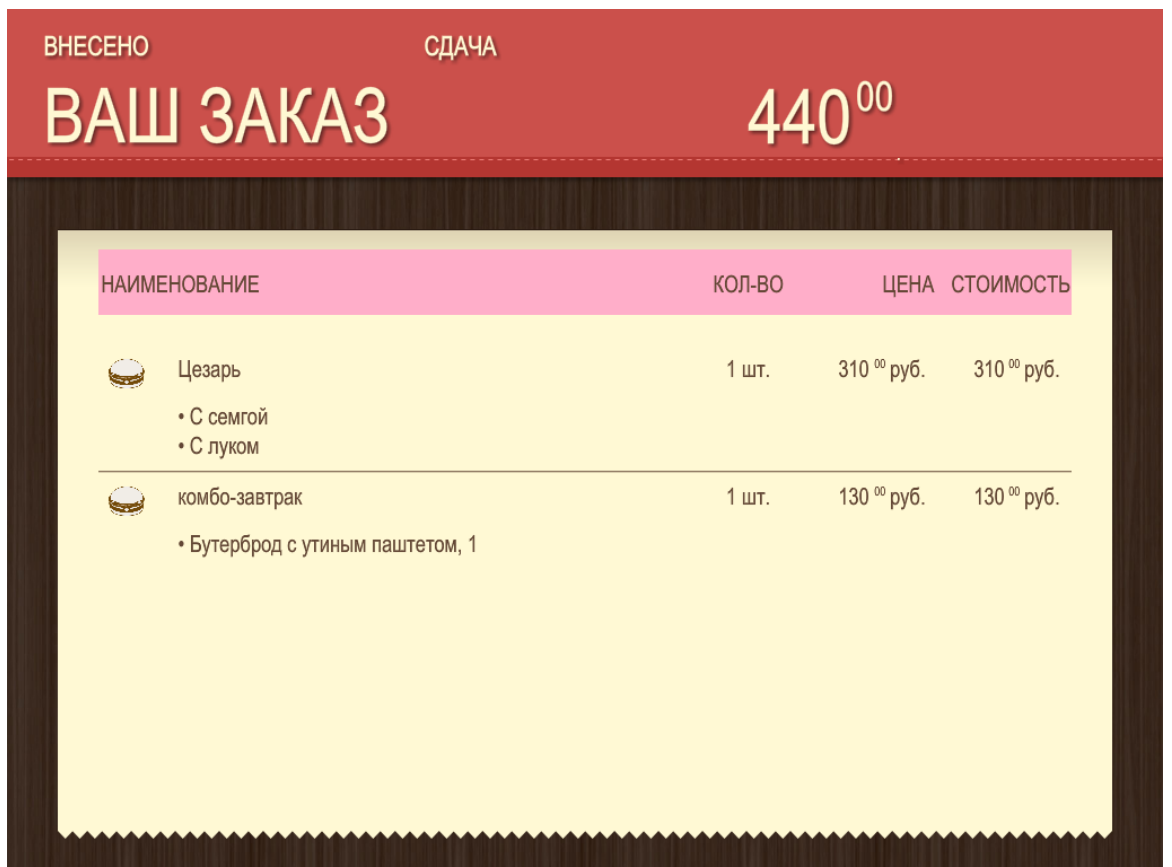 ВНЕСЕНО СДАЧА
ВАШ ЗАКАЗ 440 00
НАИМЕНОВАНИЕ КОЛ-ВО ЦЕНА СТОИМОСТЬ
Цезарь 1 шт. 310 00 руб. 310 00 руб.
• С семгой
• С луком
комбо-завтрак 1 шт. 130 00 руб. 130 00 руб.
• Бутерброд с утиным паштетом, 1